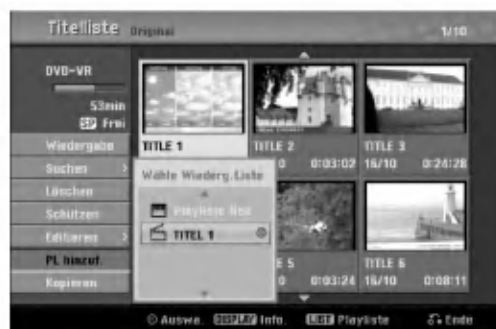 Titelliste Original 1/10
DVD-VR
53min
SP Frei
Wiedergabe
Suchen
Löschen
Schützen
Editieren
PL hinzuf.
Kopieren
TITLE 1
TITLE 2
TITLE 3
0 0:03:02
16/10 0:24:28
Wähle Wiederg.Liste
Playliste Neu
TITEL 1
E 5
TITLE 6
0 0:03:24
16/10 0:08:11
Auswa. DISPLAY Info. LIST Playliste Ende